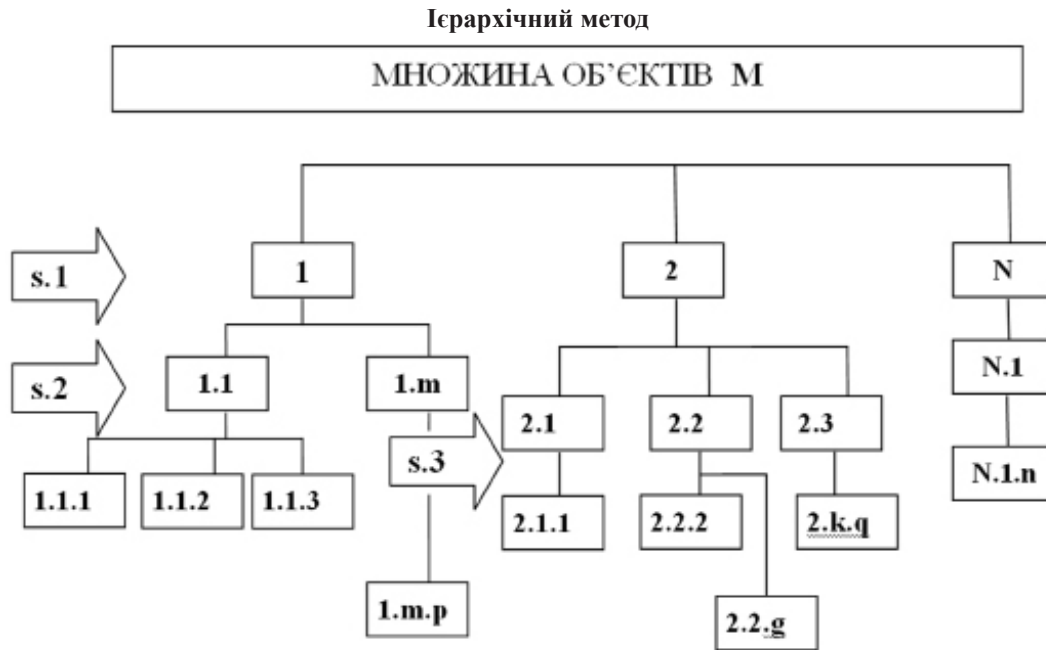 Ієрархічний метод
МНОЖИНА ОБ'ЄКТІВ М
s.1
1
2
N
s.2
1.1
1.m
N.1
2.1
2.2
2.3
s.3
N.1.n
1.1.1
1.1.2
1.1.3
2.1.1
2.2.2
2.k.q
1.m.p
2.2.g